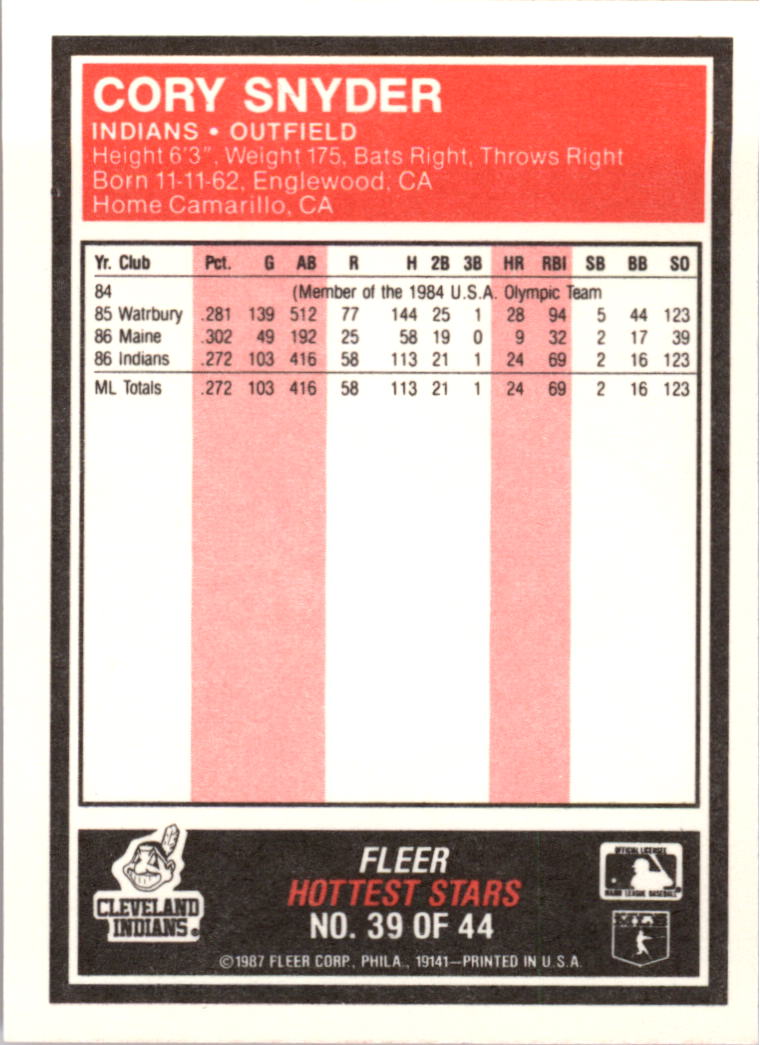 CORY SNYDER
INDIANS • OUTFIELD
Height 6'3", Weight 175, Bats Right, Throws Right
Born 11-11-62, Englewood, CA
Home Camarillo, CA
Yr. Club Pct. G AB R H 2B 3B HR RBI SB BB SO
84 (Member of the 1984 U.S.A. Olympic Team
85 Watrbury .281 139 512 77 144 25 1 28 94 5 44 123
86 Maine .302 49 192 25 58 19 0 9 32 2 17 39
86 Indians .272 103 416 58 113 21 1 24 69 2 16 123
ML Totals .272 103 416 58 113 21 1 24 69 2 16 123
CLEVELAND
INDIANS ®
FLEER
HOTTEST STARS
NO. 39 OF 44
©1987 FLEER CORP., PHILA., 19141—PRINTED IN U.S.A.
OFFICIAL LICENSEE
MAJOR LEAGUE BASEBALL